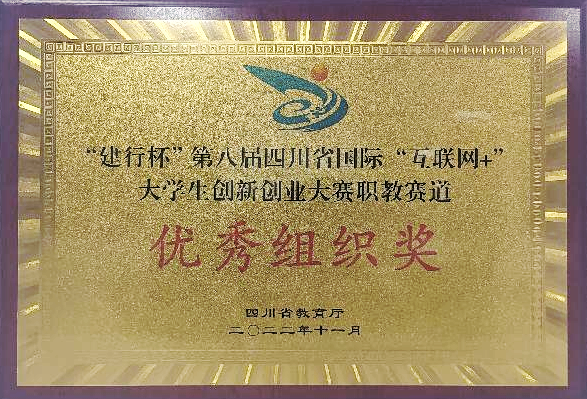 “建行杯”第八届四川省国际“互联网+”
大学生创新创业大赛职教赛道
优秀组织奖
四川省教育厅
二〇二二年十一月